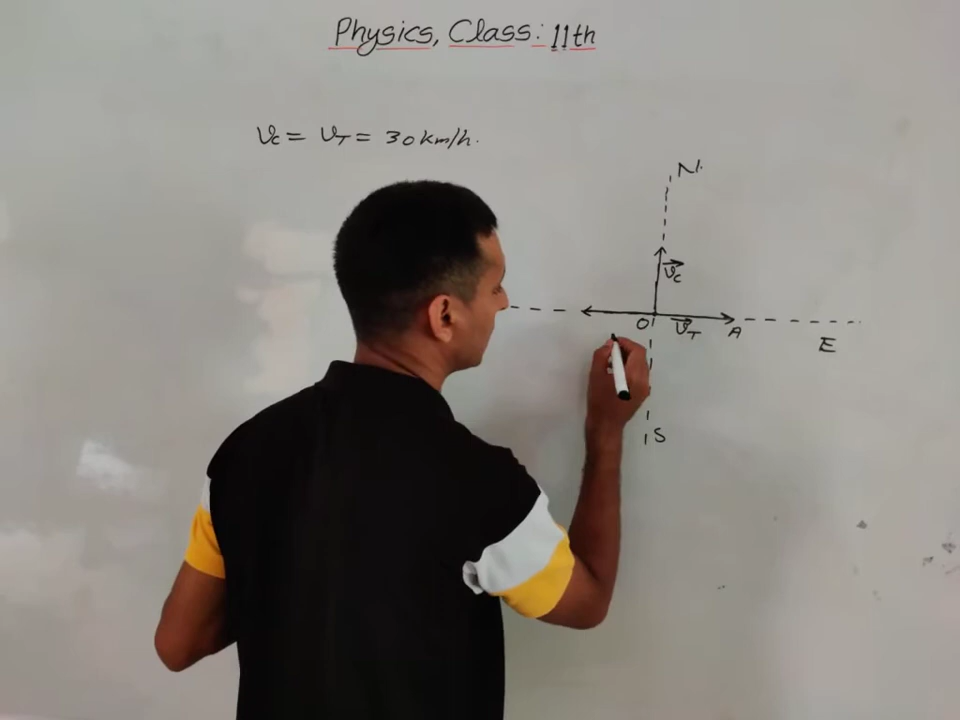 Physics, Class: 11th
Vc = VT = 30 km/h.
N
Vc
O VT A
E
S